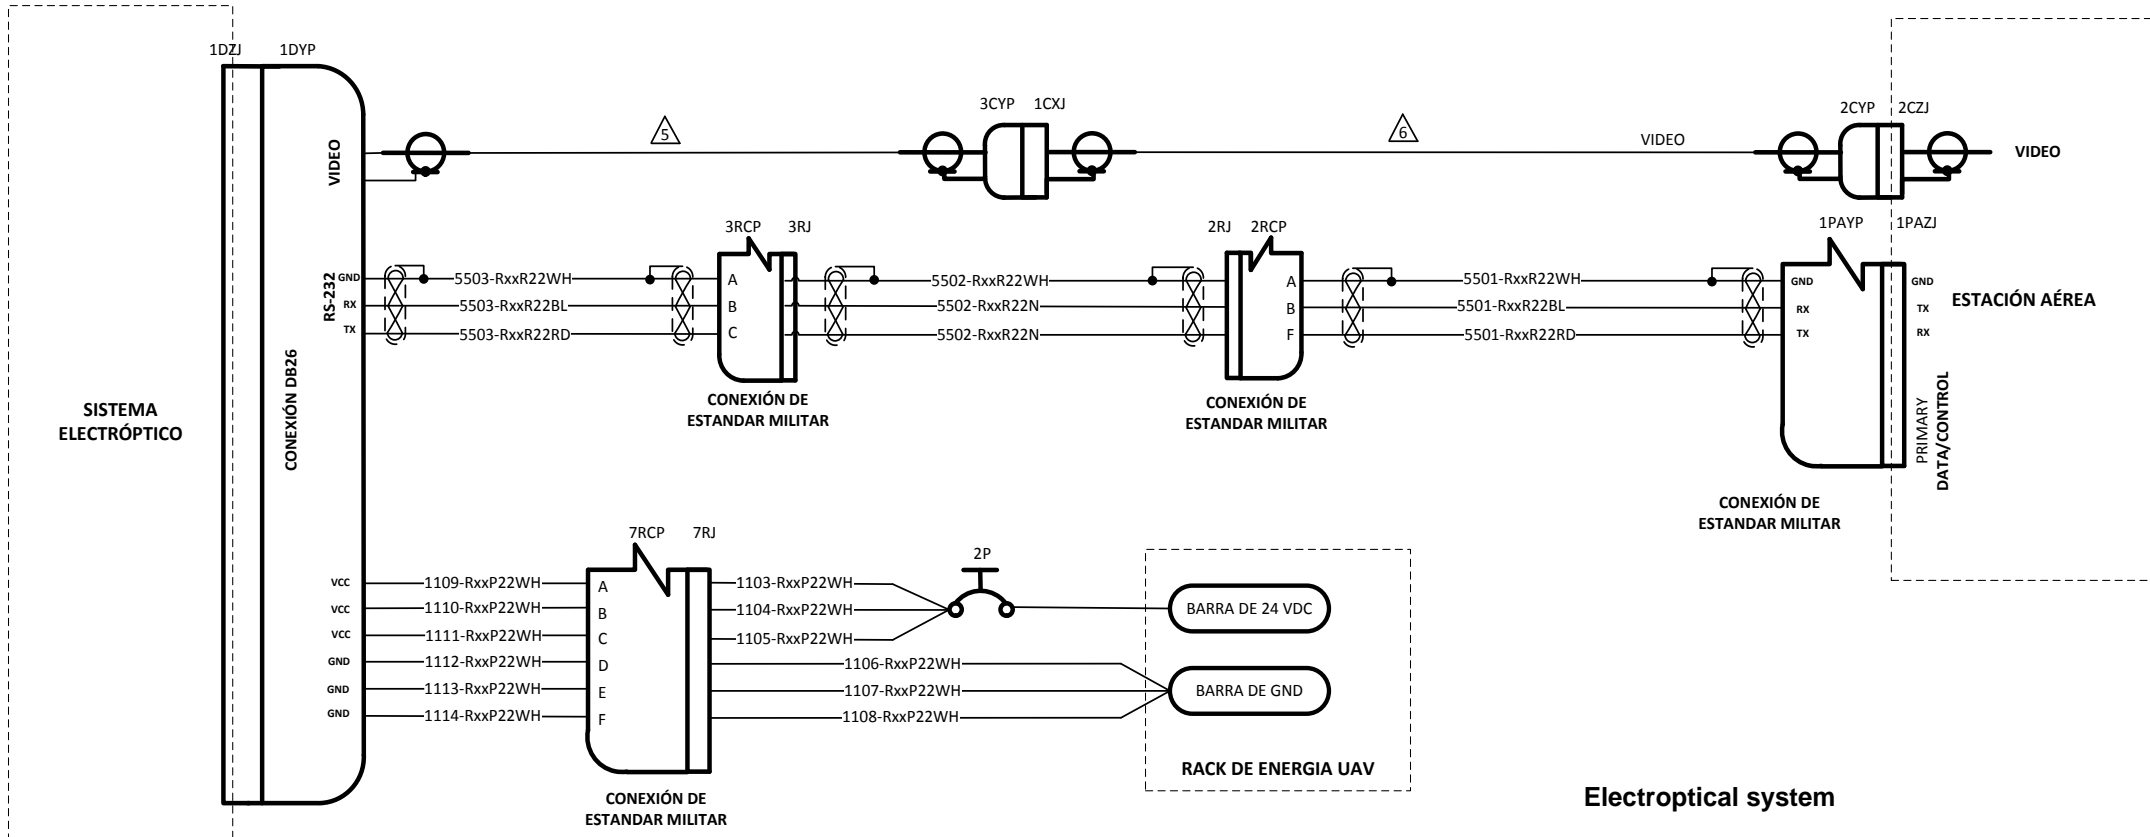 1DZJ 1DYP
3CYP 1CXJ
2CYP 2CZJ
5
6
VIDEO
VIDEO
VIDEO
3RCP 3RJ
2RJ 2RCP
1PAYP 1PAZJ
RS-232
GND 5503-RxxR22WH A 5502-RxxR22WH A 5501-RxxR22WH GND GND
RX 5503-RxxR22BL B 5502-RxxR22N B 5501-RxxR22BL RX TX
TX 5503-RxxR22RD C 5502-RxxR22N F 5501-RxxR22RD TX RX
ESTACIÓN AÉREA
CONEXIÓN DB26
SISTEMA
ELECTRÓPTICO
CONEXIÓN DE
ESTANDAR MILITAR
CONEXIÓN DE
ESTANDAR MILITAR
PRIMARY
DATA/CONTROL
CONEXIÓN DE
ESTANDAR MILITAR
7RCP 7RJ
2P
VCC 1109-RxxP22WH A 1103-RxxP22WH
VCC 1110-RxxP22WH B 1104-RxxP22WH BARRA DE 24 VDC
VCC 1111-RxxP22WH C 1105-RxxP22WH
GND 1112-RxxP22WH D 1106-RxxP22WH
GND 1113-RxxP22WH E 1107-RxxP22WH BARRA DE GND
GND 1114-RxxP22WH F 1108-RxxP22WH
RACK DE ENERGIA UAV
CONEXIÓN DE
ESTANDAR MILITAR
Electroptical system